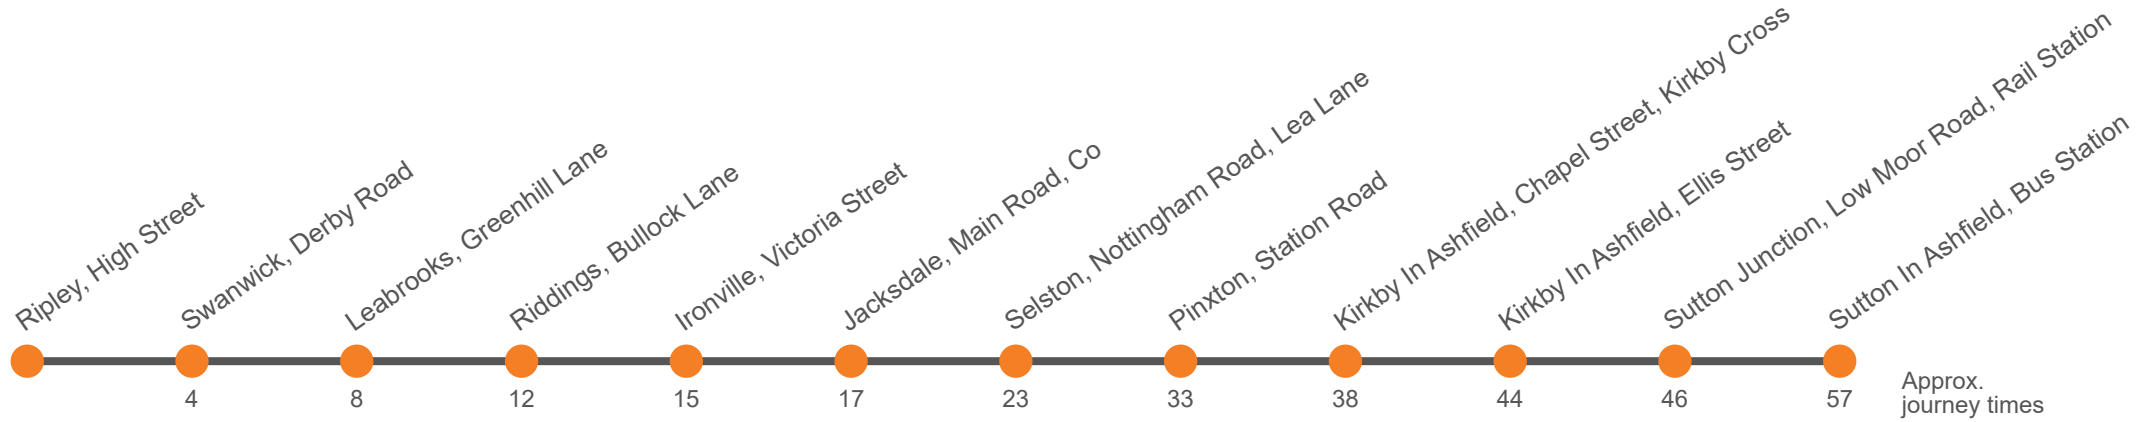 Ripley, High Street
Swanwick, Derby Road
Leabrooks, Greenhill Lane
Riddings, Bullock Lane
Ironville, Victoria Street
Jacksdale, Main Road, Co
Selston, Nottingham Road, Lea Lane
Pinxton, Station Road
Kirkby In Ashfield, Chapel Street, Kirkby Cross
Kirkby In Ashfield, Ellis Street
Sutton Junction, Low Moor Road, Rail Station
Sutton In Ashfield, Bus Station
4 8 12 15 17 23 33 38 44 46 57
Approx.
journey times